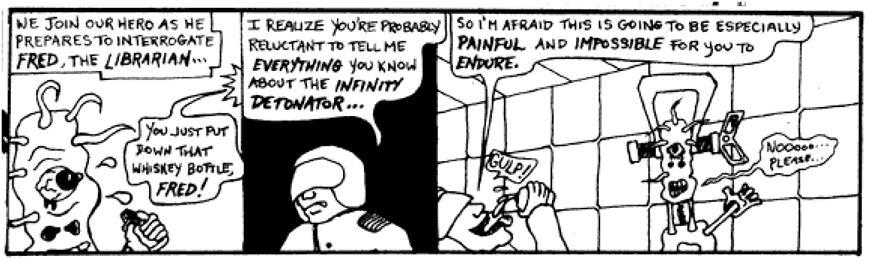 WE JOIN OUR HERO AS HE
PREPARES TO INTERROGATE
FRED, THE LIBRARIAN...
YOU JUST PUT
DOWN THAT
WHISKEY BOTTLE,
FRED!
I REALIZE YOU'RE PROBABLY
RELUCTANT TO TELL ME
EVERYTHING YOU KNOW
ABOUT THE INFINITY
DETONATOR...
SO I'M AFRAID THIS IS GOING TO BE ESPECIALLY
PAINFUL AND IMPOSSIBLE FOR YOU TO
ENDURE.
GULP!
NOOOOO...
PLEASE...